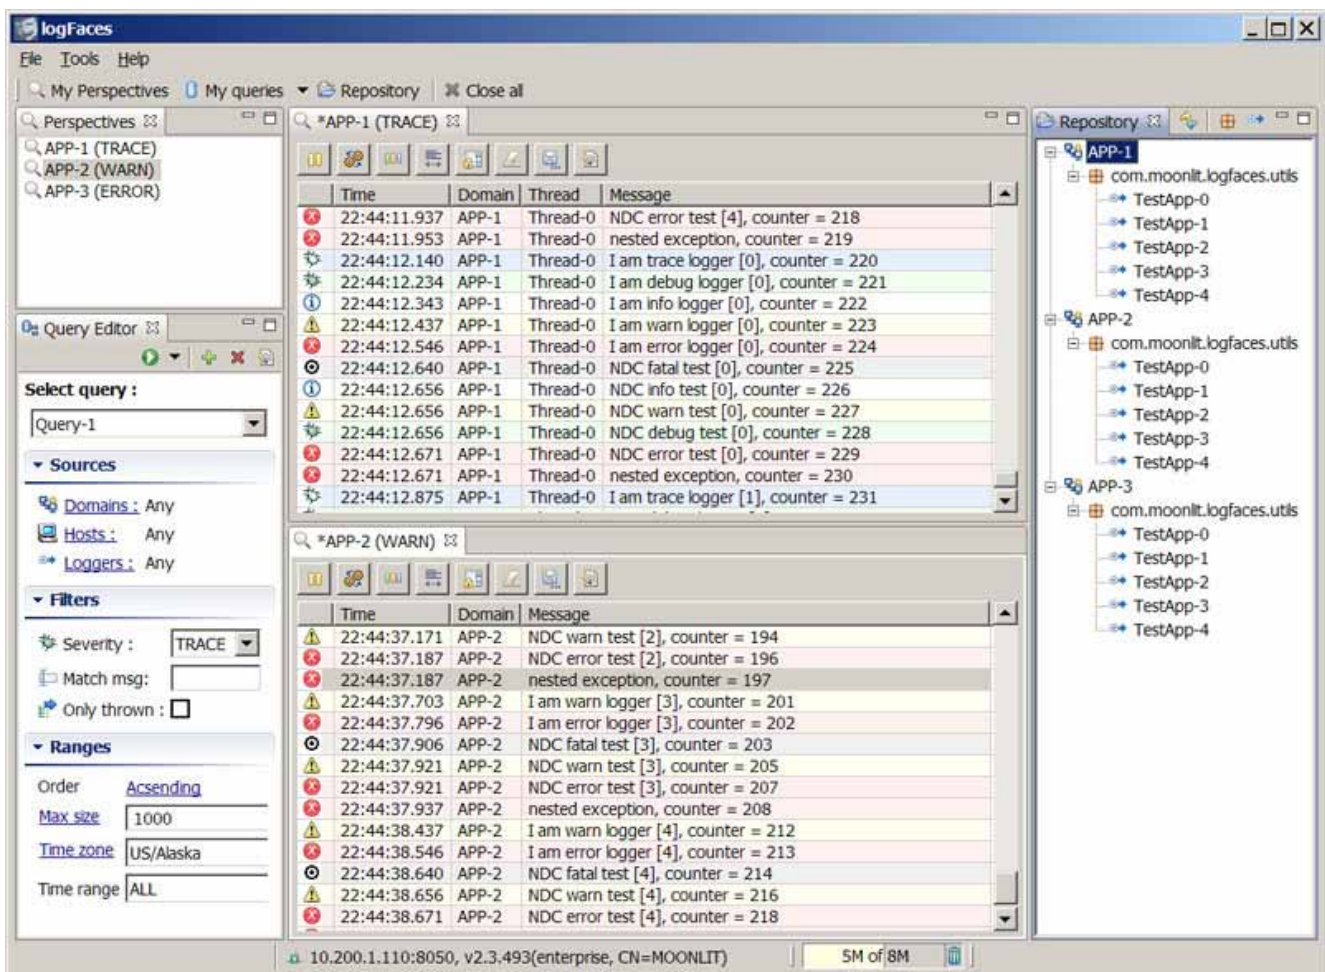 logFaces
File Tools Help
My Perspectives My queries Repository Close all
Perspectives
APP-1 (TRACE)
APP-2 (WARN)
APP-3 (ERROR)
Query Editor
Select query :
Query-1
Sources
Domains : Any
Hosts : Any
Loggers : Any
Filters
Severity : TRACE
Match msg:
Only thrown :
Ranges
Order Acsending
Max size 1000
Time zone US/Alaska
Time range ALL
*APP-1 (TRACE)
Time Domain Thread Message
22:44:11.937 APP-1 Thread-0 NDC error test [4], counter = 218
22:44:11.953 APP-1 Thread-0 nested exception, counter = 219
22:44:12.140 APP-1 Thread-0 I am trace logger [0], counter = 220
22:44:12.234 APP-1 Thread-0 I am debug logger [0], counter = 221
22:44:12.343 APP-1 Thread-0 I am info logger [0], counter = 222
22:44:12.437 APP-1 Thread-0 I am warn logger [0], counter = 223
22:44:12.546 APP-1 Thread-0 I am error logger [0], counter = 224
22:44:12.640 APP-1 Thread-0 NDC fatal test [0], counter = 225
22:44:12.656 APP-1 Thread-0 NDC info test [0], counter = 226
22:44:12.656 APP-1 Thread-0 NDC warn test [0], counter = 227
22:44:12.656 APP-1 Thread-0 NDC debug test [0], counter = 228
22:44:12.671 APP-1 Thread-0 NDC error test [0], counter = 229
22:44:12.671 APP-1 Thread-0 nested exception, counter = 230
22:44:12.875 APP-1 Thread-0 I am trace logger [1], counter = 231
*APP-2 (WARN)
Time Domain Message
22:44:37.171 APP-2 NDC warn test [2], counter = 194
22:44:37.187 APP-2 NDC error test [2], counter = 196
22:44:37.187 APP-2 nested exception, counter = 197
22:44:37.703 APP-2 I am warn logger [3], counter = 201
22:44:37.796 APP-2 I am error logger [3], counter = 202
22:44:37.906 APP-2 NDC fatal test [3], counter = 203
22:44:37.921 APP-2 NDC warn test [3], counter = 205
22:44:37.921 APP-2 NDC error test [3], counter = 207
22:44:37.937 APP-2 nested exception, counter = 208
22:44:38.437 APP-2 I am warn logger [4], counter = 212
22:44:38.546 APP-2 I am error logger [4], counter = 213
22:44:38.640 APP-2 NDC fatal test [4], counter = 214
22:44:38.656 APP-2 NDC warn test [4], counter = 216
22:44:38.671 APP-2 NDC error test [4], counter = 218
Repository
APP-1
com.moonlit.logfaces.utils
TestApp-0
TestApp-1
TestApp-2
TestApp-3
TestApp-4
APP-2
com.moonlit.logfaces.utils
TestApp-0
TestApp-1
TestApp-2
TestApp-3
TestApp-4
APP-3
com.moonlit.logfaces.utils
TestApp-0
TestApp-1
TestApp-2
TestApp-3
TestApp-4
10.200.1.110:8050, v2.3.493(enterprise, CN=MOONLIT)
5M of 8M